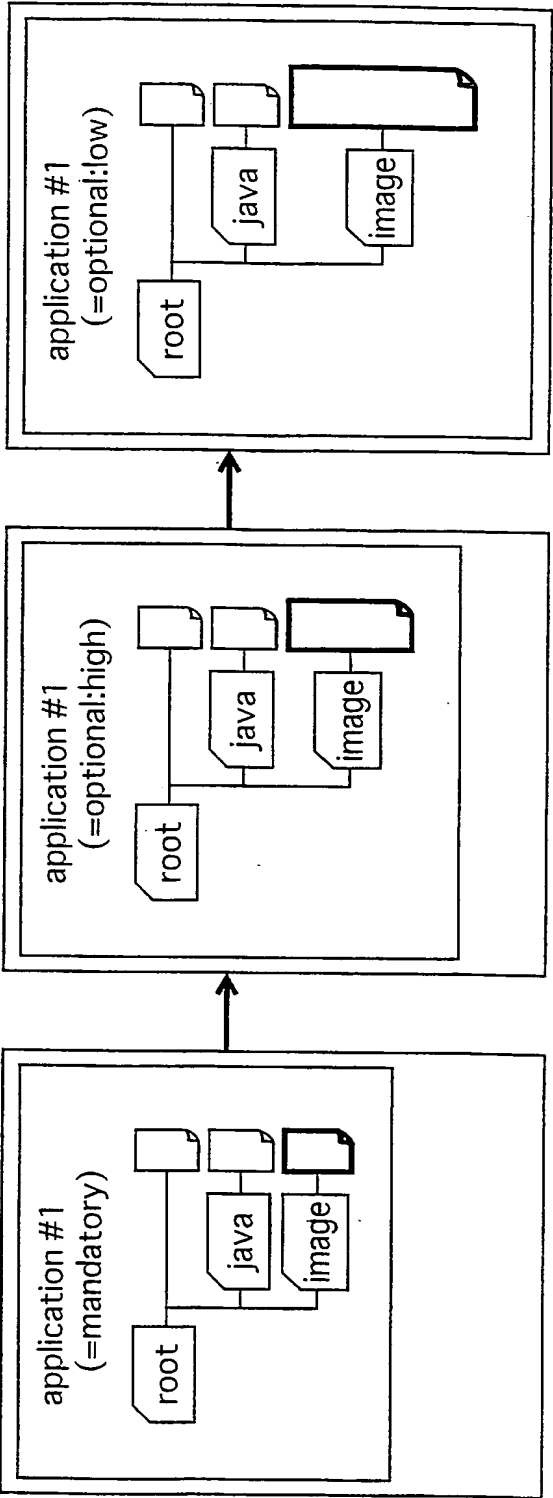 application #1
(=mandatory)
root
java
image
application #1
(=optional:high)
root
java
image
application #1
(=optional:low)
root
java
image